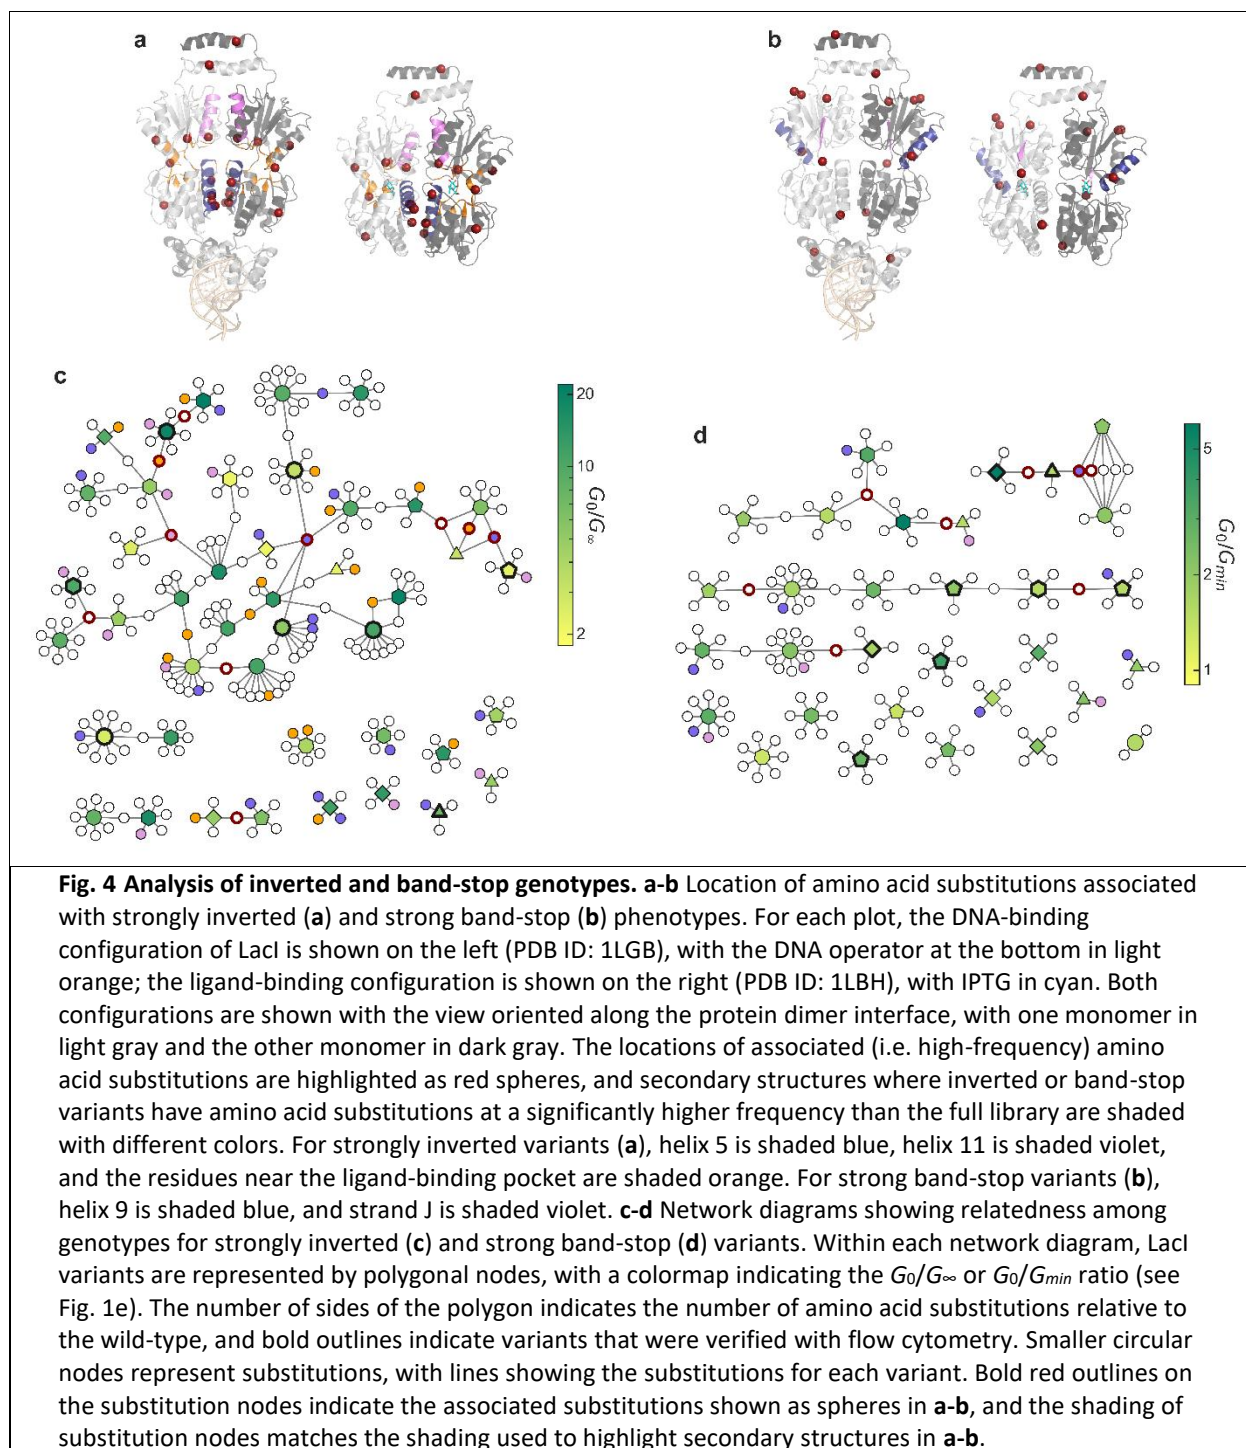 a
b
c
20
10
G₀/G∞
2
d
5
G₀/Gmin
2
1
Fig. 4 Analysis of inverted and band-stop genotypes. a-b Location of amino acid substitutions associated
with strongly inverted (a) and strong band-stop (b) phenotypes. For each plot, the DNA-binding
configuration of LacI is shown on the left (PDB ID: 1LGB), with the DNA operator at the bottom in light
orange; the ligand-binding configuration is shown on the right (PDB ID: 1LBH), with IPTG in cyan. Both
configurations are shown with the view oriented along the protein dimer interface, with one monomer in
light gray and the other monomer in dark gray. The locations of associated (i.e. high-frequency) amino
acid substitutions are highlighted as red spheres, and secondary structures where inverted or band-stop
variants have amino acid substitutions at a significantly higher frequency than the full library are shaded
with different colors. For strongly inverted variants (a), helix 5 is shaded blue, helix 11 is shaded violet,
and the residues near the ligand-binding pocket are shaded orange. For strong band-stop variants (b),
helix 9 is shaded blue, and strand J is shaded violet. c-d Network diagrams showing relatedness among
genotypes for strongly inverted (c) and strong band-stop (d) variants. Within each network diagram, LacI
variants are represented by polygonal nodes, with a colormap indicating the G₀/G∞ or G₀/Gmin ratio (see
Fig. 1e). The number of sides of the polygon indicates the number of amino acid substitutions relative to
the wild-type, and bold outlines indicate variants that were verified with flow cytometry. Smaller circular
nodes represent substitutions, with lines showing the substitutions for each variant. Bold red outlines on
the substitution nodes indicate the associated substitutions shown as spheres in a-b, and the shading of
substitution nodes matches the shading used to highlight secondary structures in a-b.